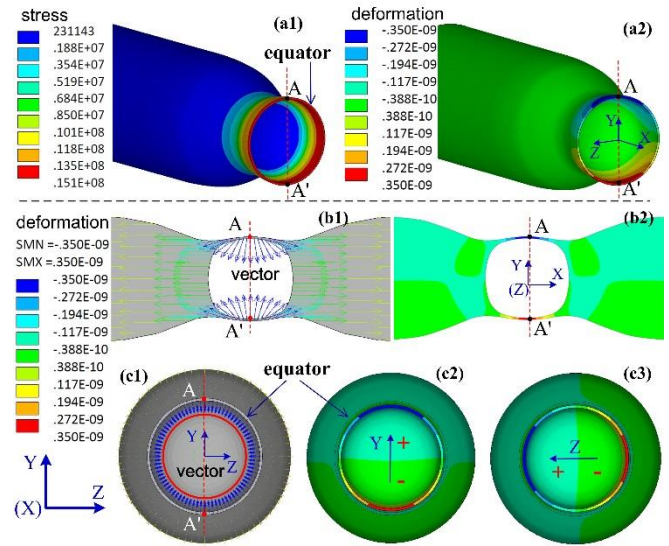 stress
231143
.188E+07
.352E+07
.519E+07
.684E+07
.850E+07
.101E+08
.118E+08
.135E+08
.151E+08
(a1)
equator
A
A'
deformation
-.350E-09
-.272E-09
-.194E-09
-.117E-09
-.388E-10
.388E-10
.117E-09
.194E-09
.272E-09
.350E-09
(a2)
A
Y
Z
X
A'
deformation
SMN =-.350E-09
SMX =.350E-09
-.350E-09
-.272E-09
-.194E-09
-.117E-09
-.388E-10
.388E-10
.117E-09
.194E-09
.272E-09
.350E-09
A
(b1)
vector
A'
A
(b2)
Y
X
(Z)
A'
(c1)
A
equator
Y
Z
vector
A'
(c2)
Y
+
-
(c3)
Z
+
-
Y
(X)
Z